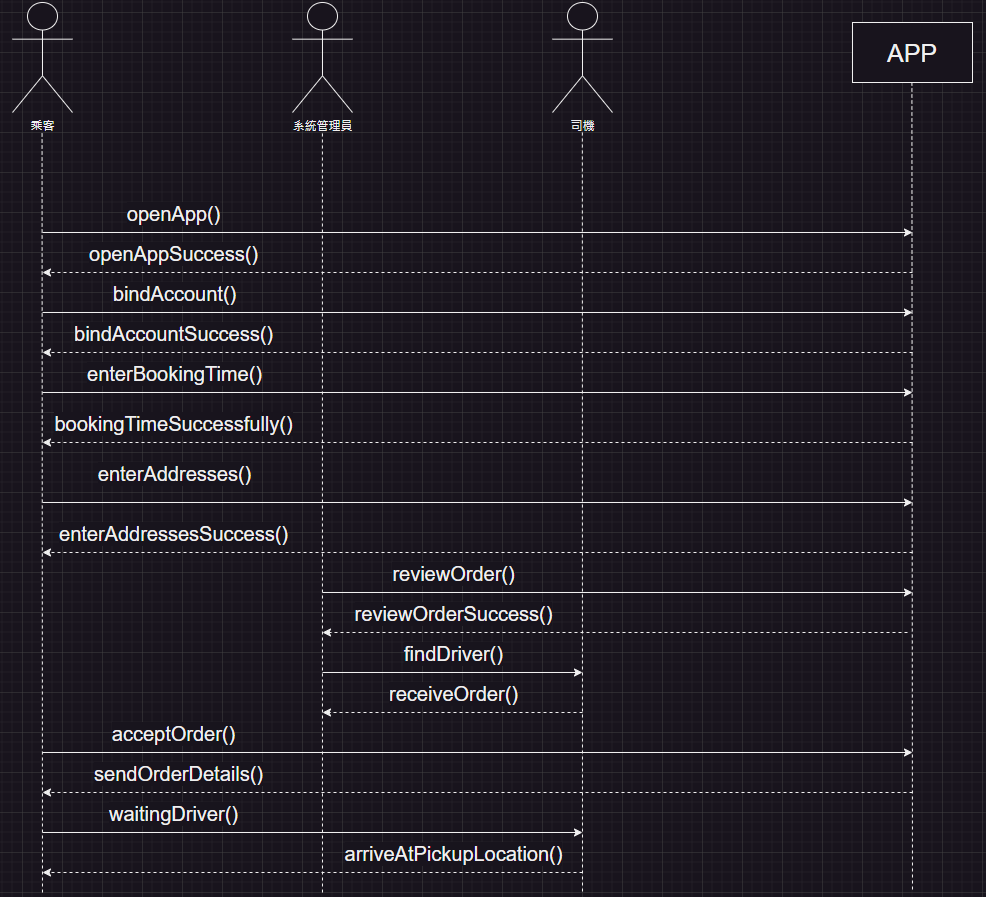 APP
乘客
系統管理員
司機
openApp()
openAppSuccess()
bindAccount()
bindAccountSuccess()
enterBookingTime()
bookingTimeSuccessfully()
enterAddresses()
enterAddressesSuccess()
reviewOrder()
reviewOrderSuccess()
findDriver()
receiveOrder()
acceptOrder()
sendOrderDetails()
waitingDriver()
arriveAtPickupLocation()